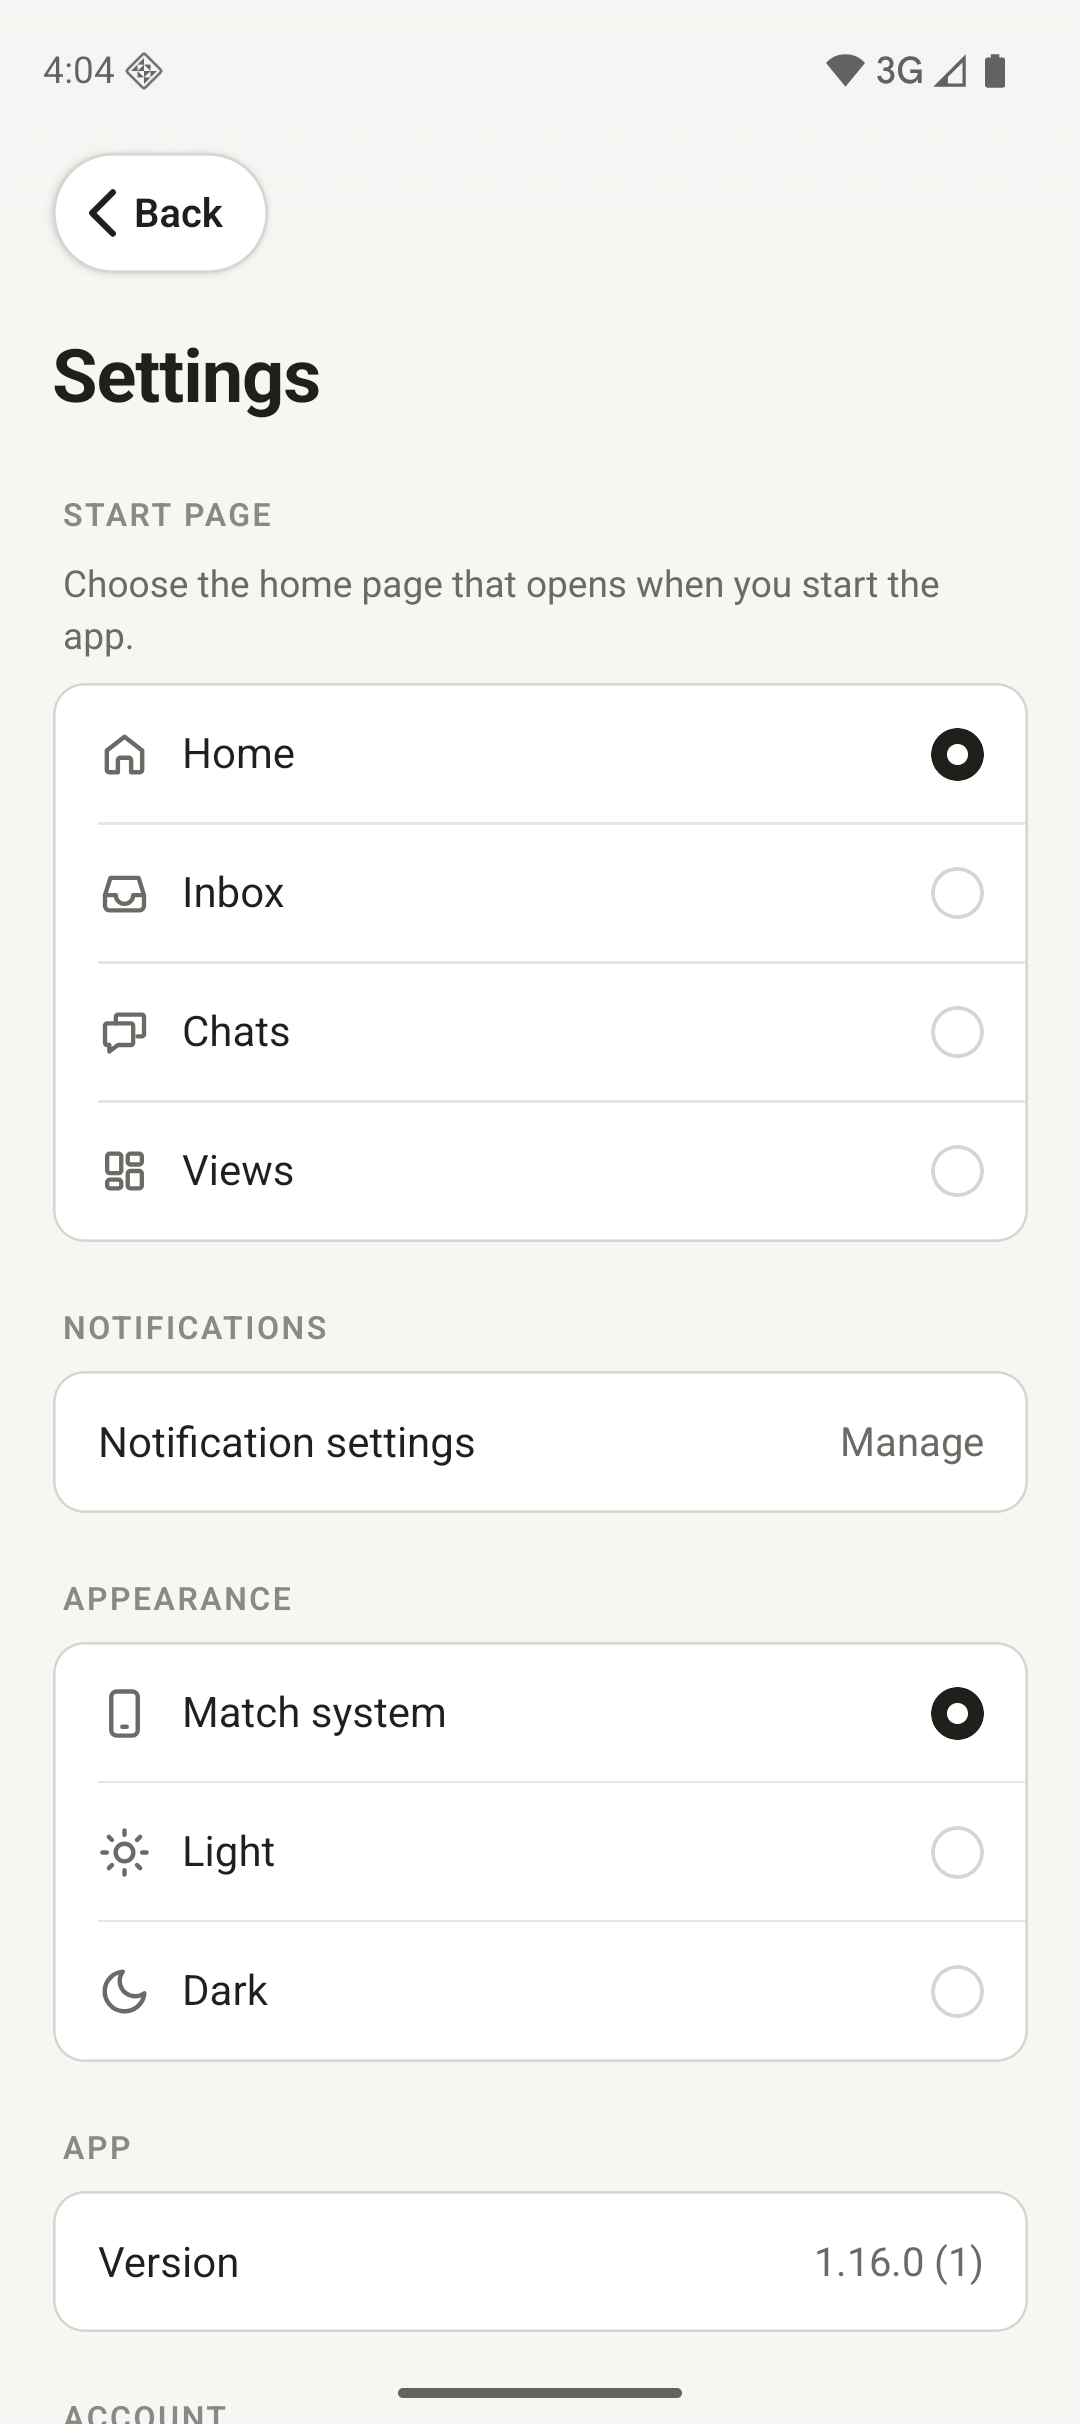 4:04
3G
Back
Settings
START PAGE
Choose the home page that opens when you start the
app.
Home
Inbox
Chats
Views
NOTIFICATIONS
Notification settings Manage
APPEARANCE
Match system
Light
Dark
APP
Version 1.16.0 (1)
ACCOUNT